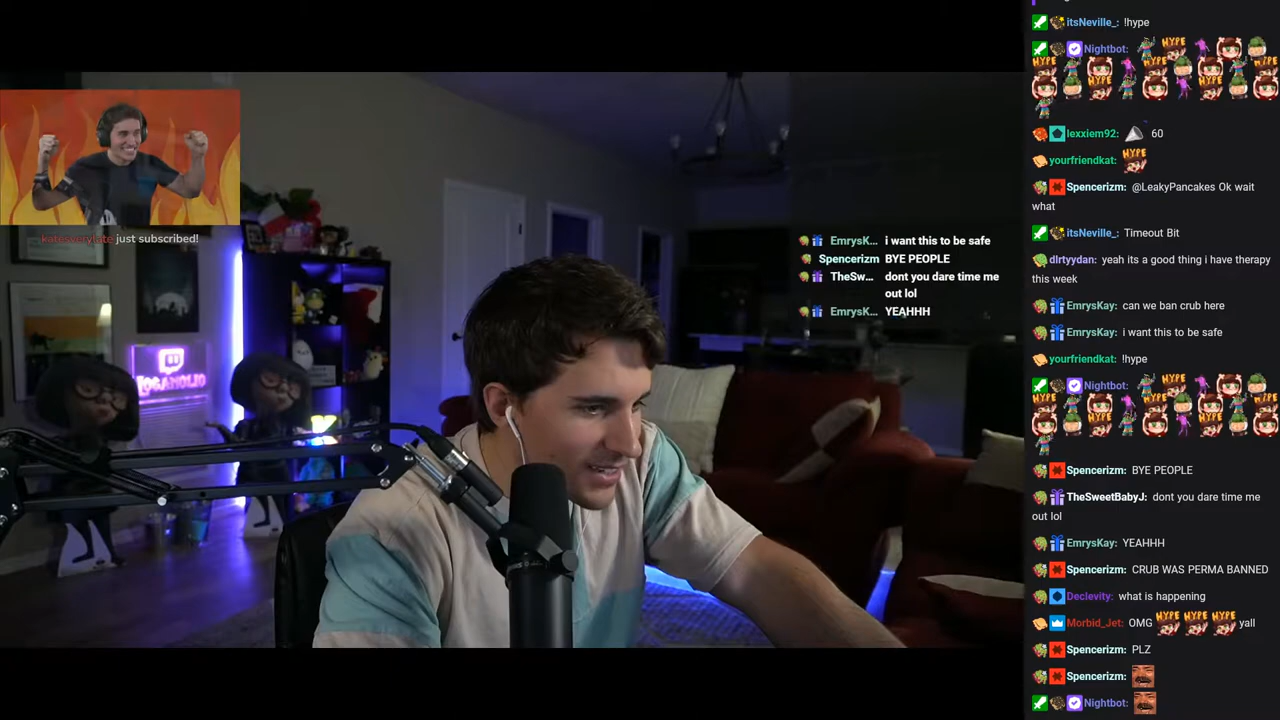 itsNeville_: !hype
Nightbot:
lexxiem92: 60
yourfriendkat:
Spencerizm: @LeakyPancakes Ok wait
what
itsNeville_: Timeout Bit
dlrtyydan: yeah its a good thing i have therapy
this week
EmrysKay: can we ban crub here
EmrysKay: i want this to be safe
yourfriendkat: !hype
Nightbot:
Spencerizm: BYE PEOPLE
TheSweetBabyJ: dont you dare time me
out lol
EmrysKay: YEAHHH
Spencerizm: CRUB WAS PERMA BANNED
Declevity: what is happening
Morbid_Jet: OMG HYPE HYPE HYPE yall
Spencerizm: PLZ
Spencerizm:
Nightbot:
just subscribed!
EmrysK... i want this to be safe
Spencerizm BYE PEOPLE
TheSw... dont you dare time me
out lol
EmrysK... YEAHHH
LOGAHOLIO